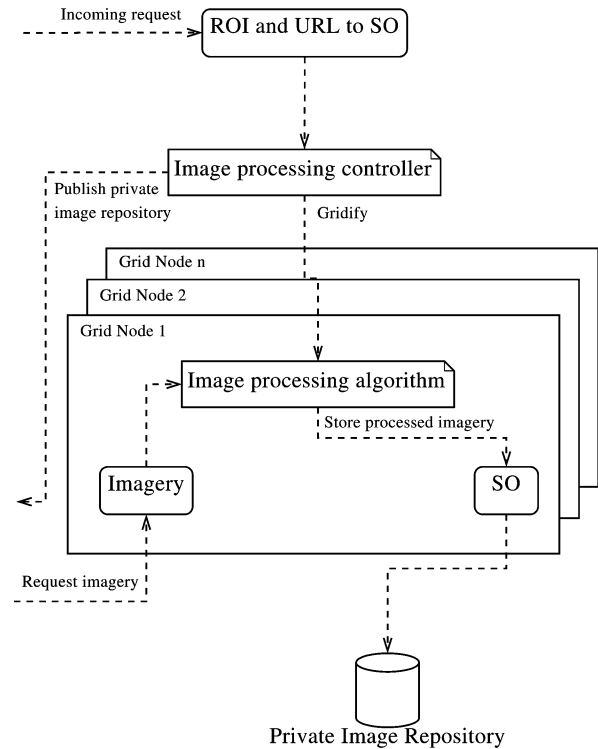 Incoming request
ROI and URL to SO
Image processing controller
Publish private
image repository
Gridify
Grid Node n
Grid Node 2
Grid Node 1
Image processing algorithm
Store processed imagery
Imagery
SO
Request imagery
Private Image Repository